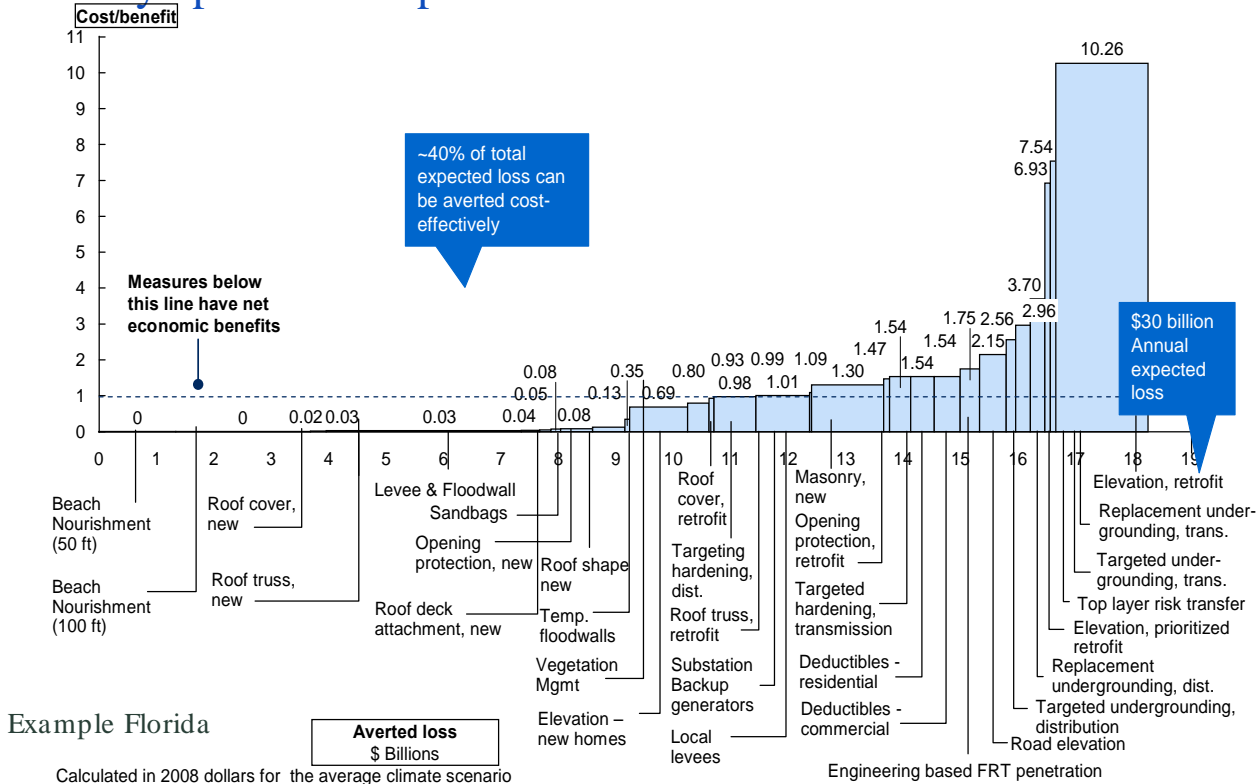 Cost/benefit
11
10
9
8
7
6
5
4
3
2
1
0
~40% of total
expected loss can
be averted cost-
effectively
Measures below
this line have net
economic benefits
$30 billion
Annual
expected
loss
0
0
0.02
0.03
0.03
0.04
0.05
0.08
0.08
0.13
0.35
0.69
0.80
0.93
0.98
0.99
1.01
1.09
1.30
1.47
1.54
1.54
1.54
1.75
2.15
2.56
2.96
3.70
6.93
7.54
10.26
0 1 2 3 4 5 6 7 8 9 10 11 12 13 14 15 16 17 18 19
Beach
Nourishment
(50 ft)
Beach
Nourishment
(100 ft)
Roof cover,
new
Roof truss,
new
Levee & Floodwall
Sandbags
Opening
protection, new
Roof deck
attachment, new
Roof shape
new
Temp.
floodwalls
Vegetation
Mgmt
Elevation –
new homes
Roof
cover,
retrofit
Targeting
hardening,
dist.
Roof truss,
retrofit
Substation
Backup
generators
Local
levees
Masonry,
new
Opening
protection,
retrofit
Targeted
hardening,
transmission
Deductibles -
residential
Deductibles -
commercial
Engineering based FRT penetration
Road elevation
Targeted undergrounding,
distribution
Replacement
undergrounding, dist.
Elevation, prioritized
retrofit
Top layer risk transfer
Targeted under-
grounding, trans.
Replacement under-
grounding, trans.
Elevation, retrofit
Example Florida
Averted loss
$ Billions
Calculated in 2008 dollars for the average climate scenario